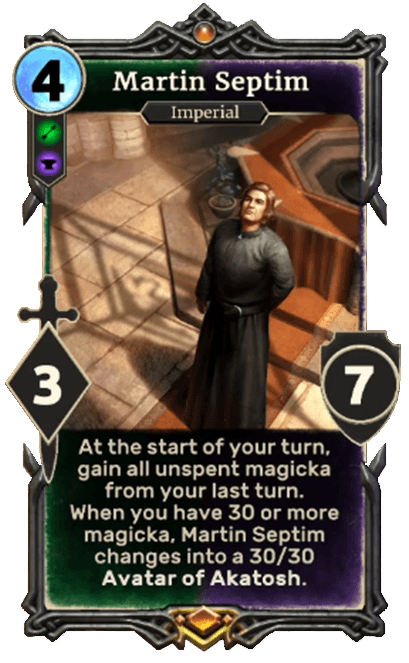 4
Martin Septim
Imperial
3
7
At the start of your turn,
gain all unspent magicka
from your last turn.
When you have 30 or more
magicka, Martin Septim
changes into a 30/30
Avatar of Akatosh.